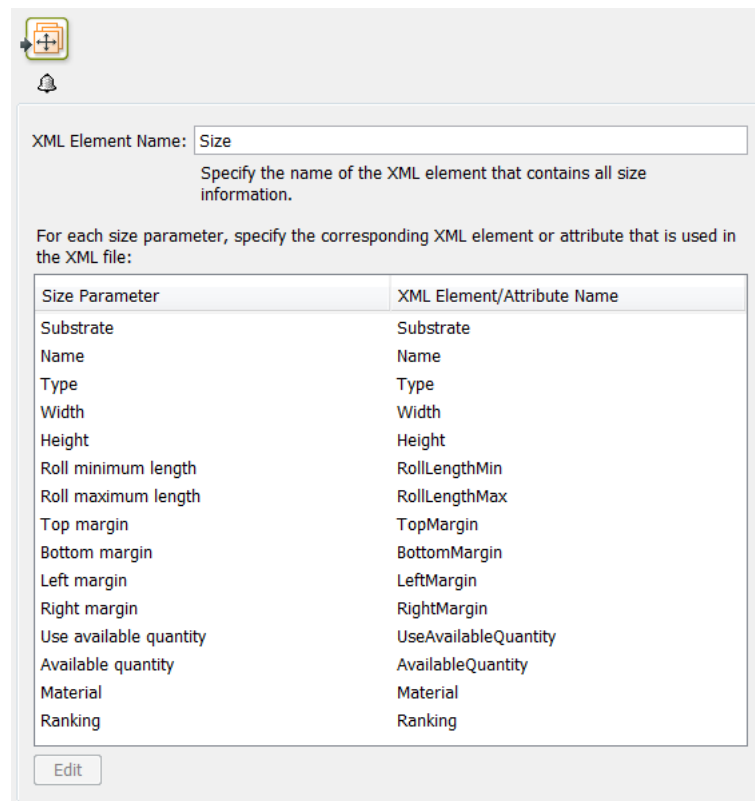 XML Element Name: Size
Specify the name of the XML element that contains all size
information.
For each size parameter, specify the corresponding XML element or attribute that is used in
the XML file:
Size Parameter XML Element/Attribute Name
Substrate Substrate
Name Name
Type Type
Width Width
Height Height
Roll minimum length RollLengthMin
Roll maximum length RollLengthMax
Top margin TopMargin
Bottom margin BottomMargin
Left margin LeftMargin
Right margin RightMargin
Use available quantity UseAvailableQuantity
Available quantity AvailableQuantity
Material Material
Ranking Ranking
Edit